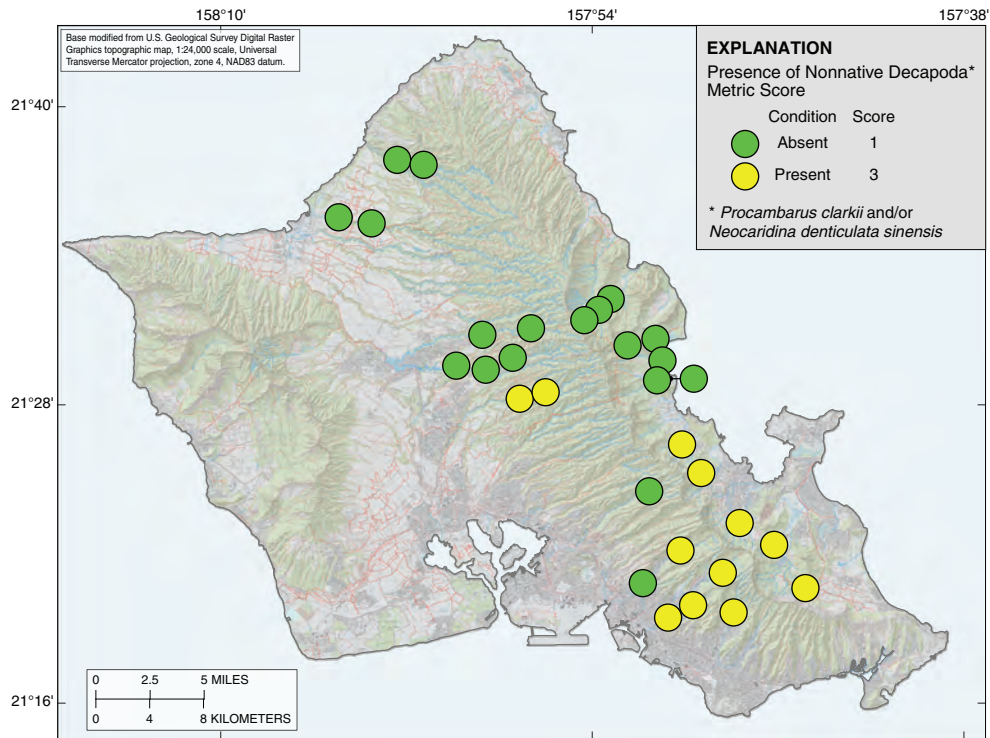 158°10' 157°54' 157°38'
Base modified from U.S. Geological Survey Digital Raster
Graphics topographic map, 1:24,000 scale, Universal
Transverse Mercator projection, zone 4, NAD83 datum.
EXPLANATION
Presence of Nonnative Decapoda*
Metric Score
Condition Score
Absent 1
Present 3
* Procambarus clarkii and/or
Neocaridina denticulata sinensis
21°40'
21°28'
21°16'
0 2.5 5 MILES
0 4 8 KILOMETERS